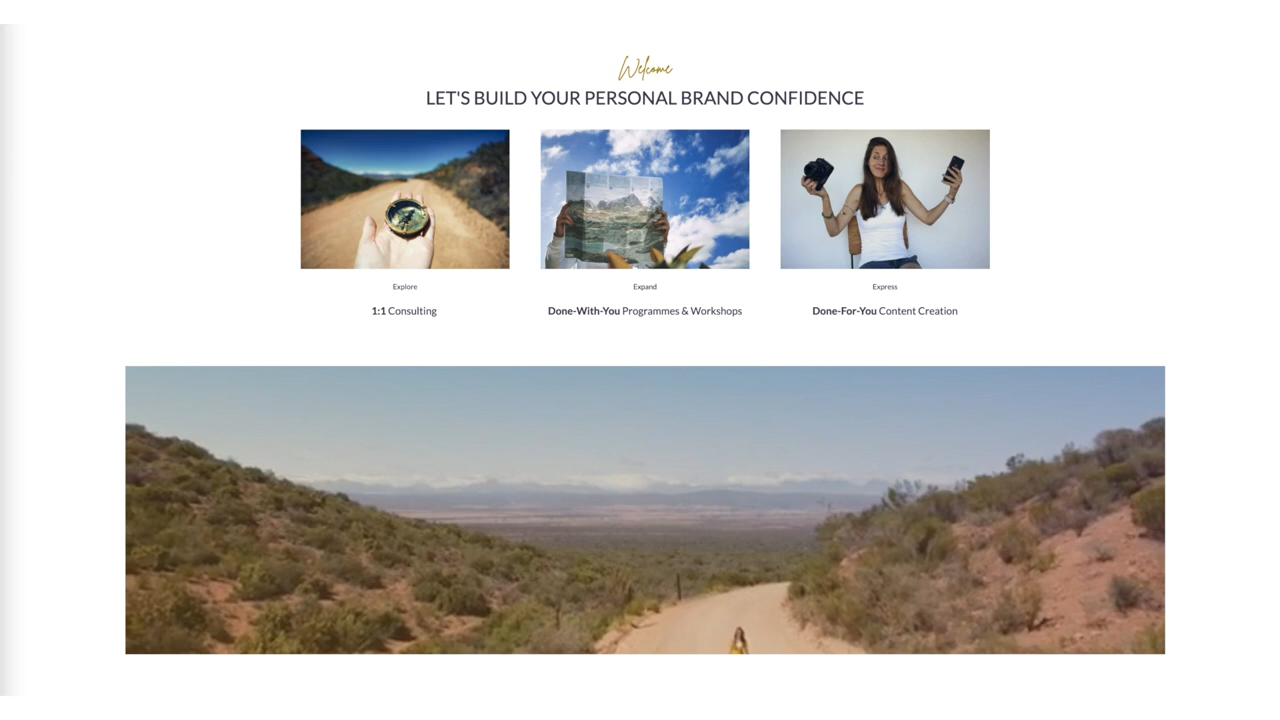 Welcome
LET'S BUILD YOUR PERSONAL BRAND CONFIDENCE
Explore
Expand
Express
1:1 Consulting
Done-With-You Programmes & Workshops
Done-For-You Content Creation